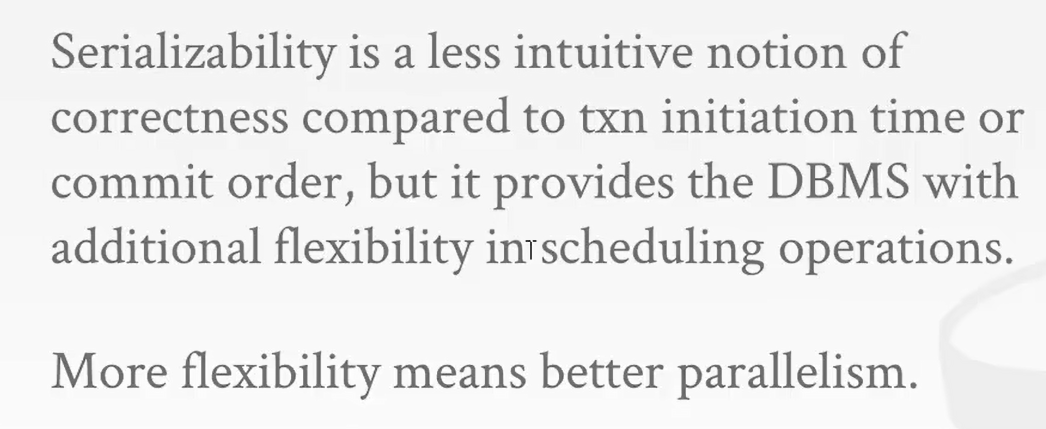 Serializability is a less intuitive notion of
correctness compared to txn initiation time or
commit order, but it provides the DBMS with
additional flexibility in scheduling operations.
More flexibility means better parallelism.